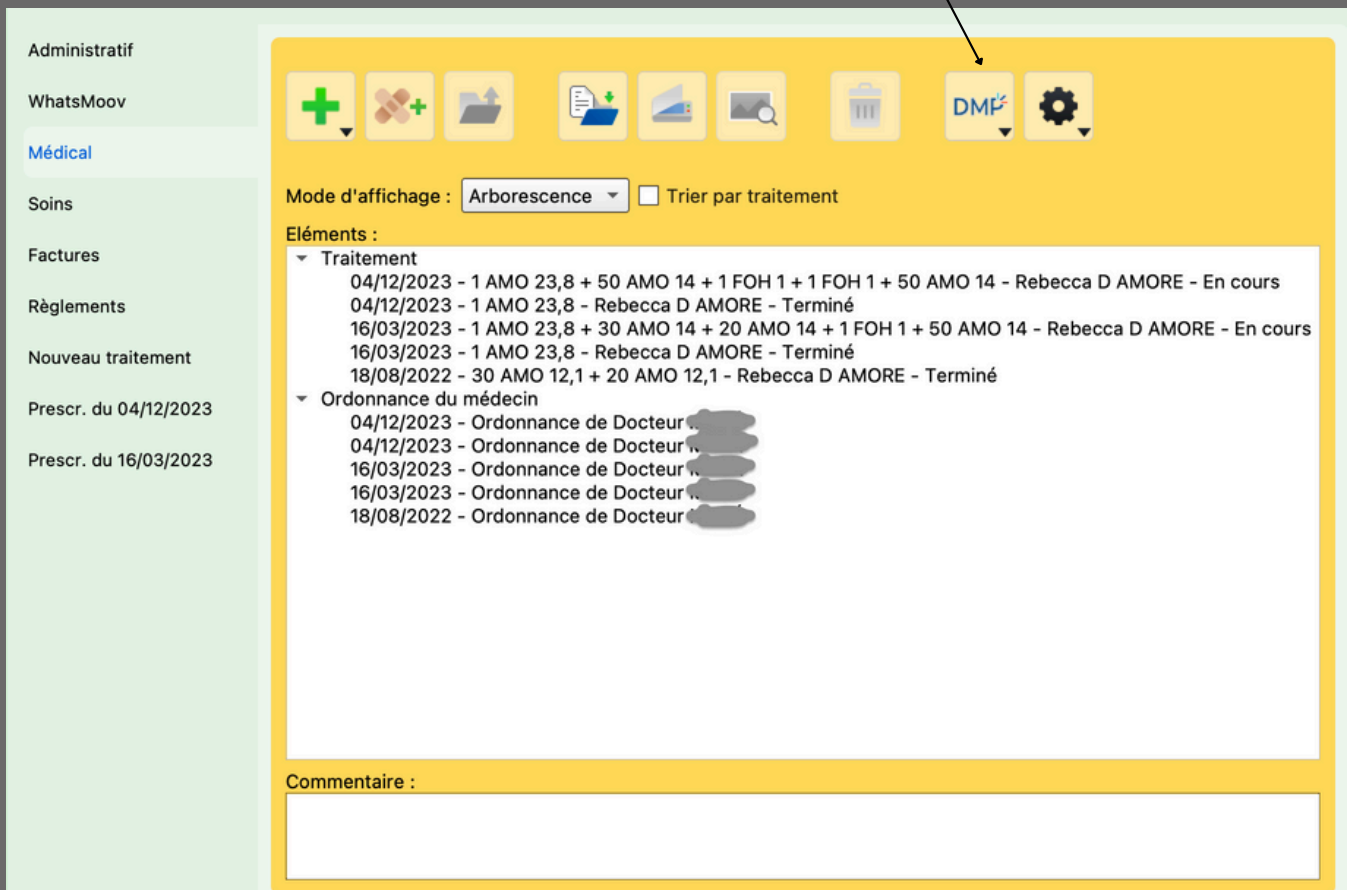 Administratif
WhatsMoov
Médical
Soins
Factures
Règlements
Nouveau traitement
Prescr. du 04/12/2023
Prescr. du 16/03/2023
DMP
Mode d'affichage : Arborescence Trier par traitement
Eléments :
Traitement
04/12/2023 - 1 AMO 23,8 + 50 AMO 14 + 1 FOH 1 + 1 FOH 1 + 50 AMO 14 - Rebecca D AMORE - En cours
04/12/2023 - 1 AMO 23,8 - Rebecca D AMORE - Terminé
16/03/2023 - 1 AMO 23,8 + 30 AMO 14 + 20 AMO 14 + 1 FOH 1 + 50 AMO 14 - Rebecca D AMORE - En cours
16/03/2023 - 1 AMO 23,8 - Rebecca D AMORE - Terminé
18/08/2022 - 30 AMO 12,1 + 20 AMO 12,1 - Rebecca D AMORE - Terminé
Ordonnance du médecin
04/12/2023 - Ordonnance de Docteur
04/12/2023 - Ordonnance de Docteur
16/03/2023 - Ordonnance de Docteur
16/03/2023 - Ordonnance de Docteur
18/08/2022 - Ordonnance de Docteur
Commentaire :